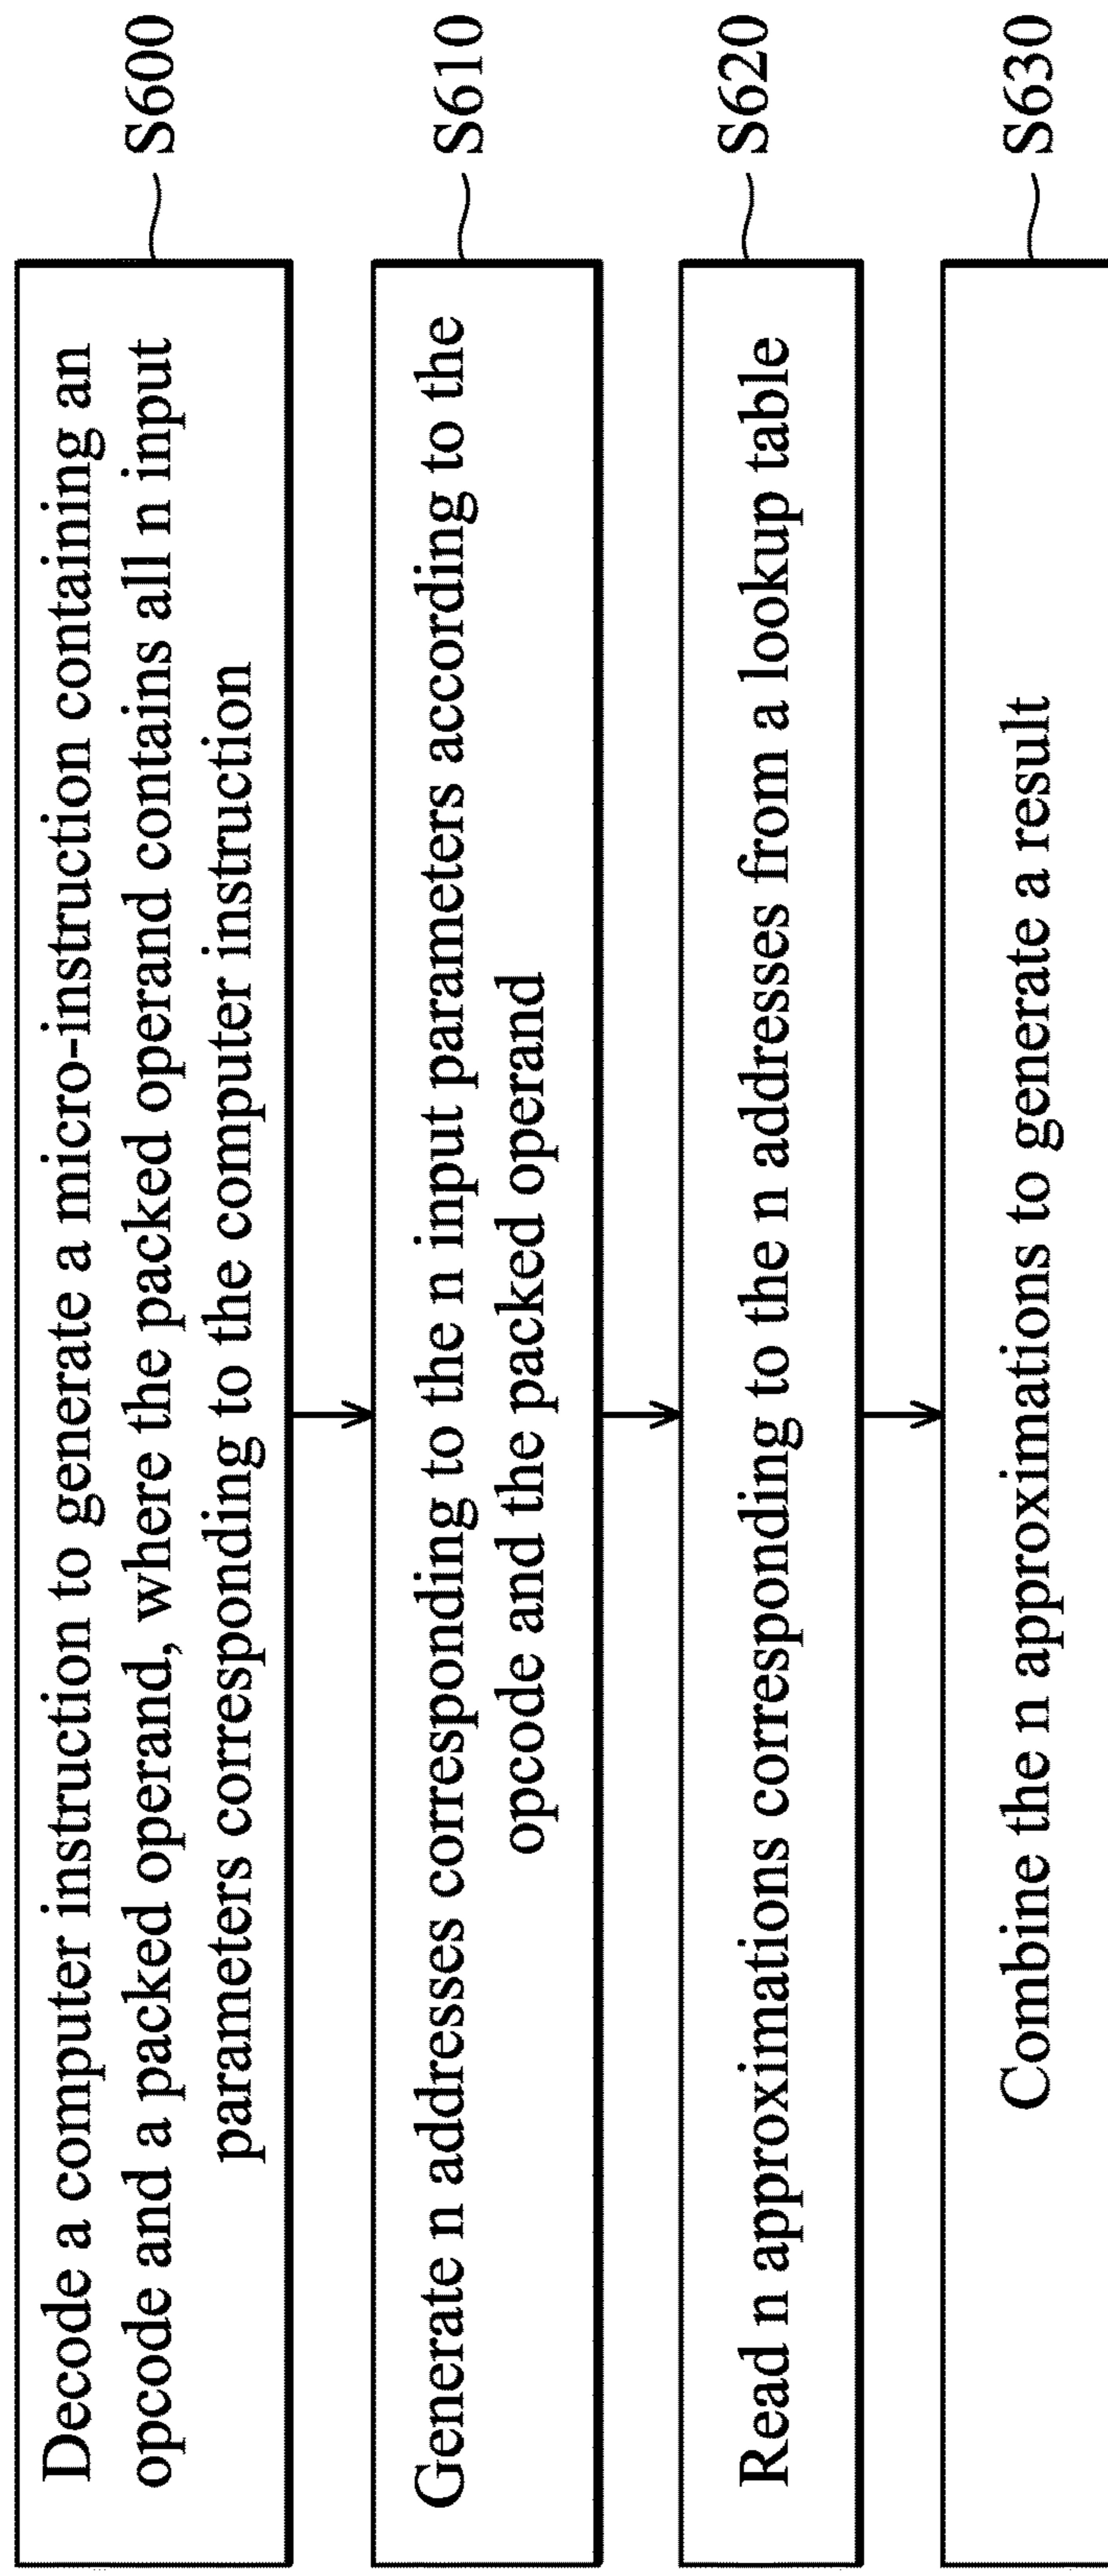 Decode a computer instruction to generate a micro-instruction containing an
opcode and a packed operand, where the packed operand contains all n input
parameters corresponding to the computer instruction
S600
Generate n addresses corresponding to the n input parameters according to the
opcode and the packed operand
S610
Read n approximations corresponding to the n addresses from a lookup table
S620
Combine the n approximations to generate a result
S630